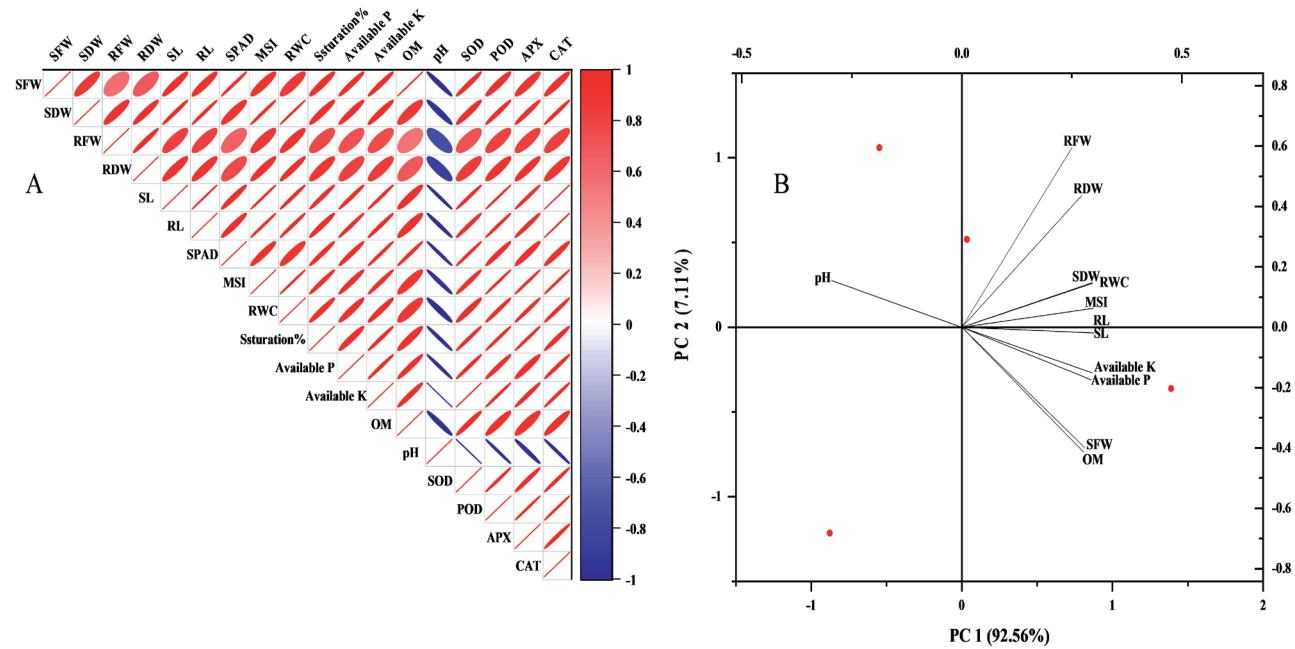 SFW SDW RFW RDW SL RL SPAD MSI RWC Ssturation% Available P Available K OM pH SOD POD APX CAT
SFW
SDW
RFW
RDW
SL
RL
SPAD
MSI
RWC
Ssturation%
Available P
Available K
OM
pH
SOD
POD
APX
CAT
A
1
0.8
0.6
0.4
0.2
0
-0.2
-0.4
-0.6
-0.8
-1
B
-0.5 0.0 0.5
PC 2 (7.11%)
1
0
-1
0.8
0.6
0.4
0.2
0.0
-0.2
-0.4
-0.6
-0.8
RFW
RDW
SDW
RWC
pH
MSI
RL
SL
Available K
Available P
SFW
OM
-1 0 1 2
PC 1 (92.56%)